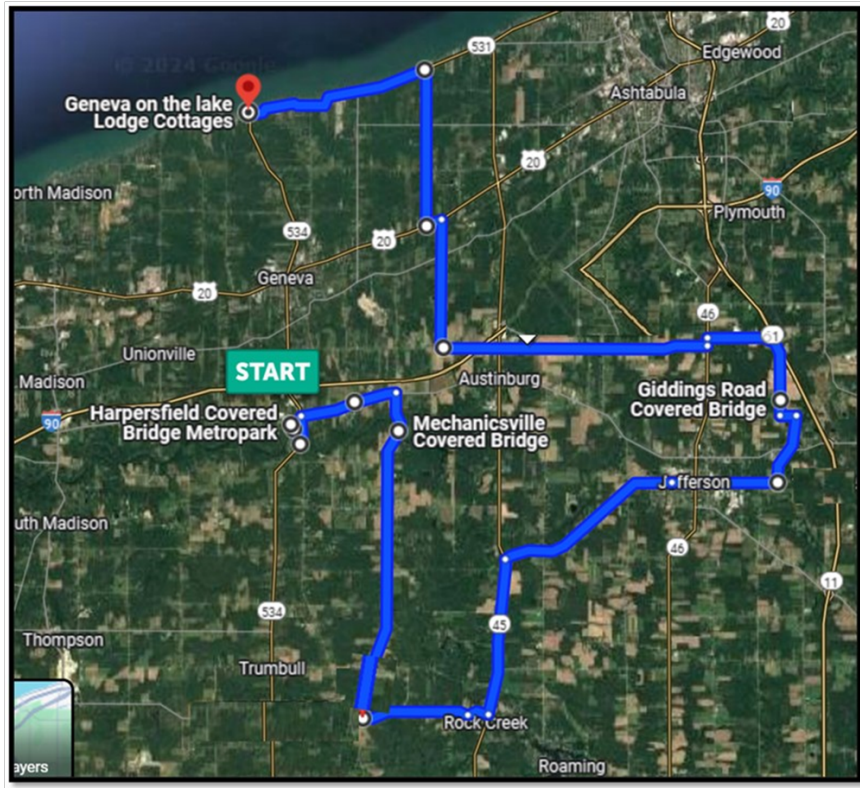 © 2024 Google
20
531
Edgewood
Geneva on the lake
Lodge Cottages
Ashtabula
20
90
orth Madison
Plymouth
534
20
Geneva
20
46
61
Unionville
START
Madison
Austinburg
Giddings Road
Covered Bridge
Harpersfield Covered
Bridge Metropark
90
Mechanicsville
Covered Bridge
Jefferson
uth Madison
46
11
534
45
Thompson
Trumbull
Rock Creek
ayers
Roaming